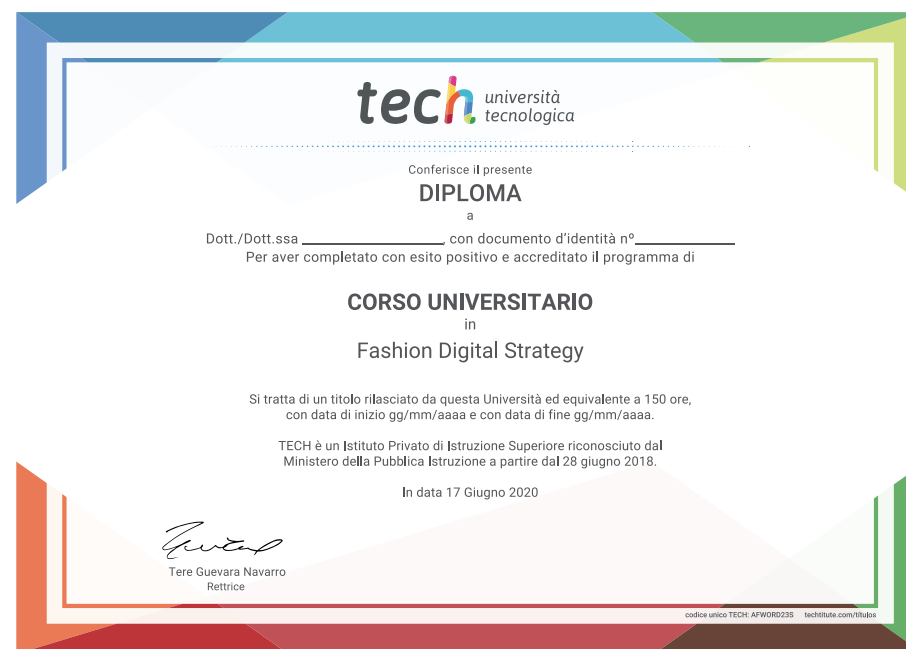 tech università
tecnologica
Conferisce il presente
DIPLOMA
a
Dott./Dott.ssa ________________, con documento d'identità nº____________
Per aver completato con esito positivo e accreditato il programma di
CORSO UNIVERSITARIO
in
Fashion Digital Strategy
Si tratta di un titolo rilasciato da questa Università ed equivalente a 150 ore,
con data di inizio gg/mm/aaaa e con data di fine gg/mm/aaaa.
TECH è un Istituto Privato di Istruzione Superiore riconosciuto dal
Ministero della Pubblica Istruzione a partire dal 28 giugno 2018.
In data 17 Giugno 2020
Tere Guevara Navarro
Rettrice
codice unico TECH: AFWORD23S techtitute.com/títulos